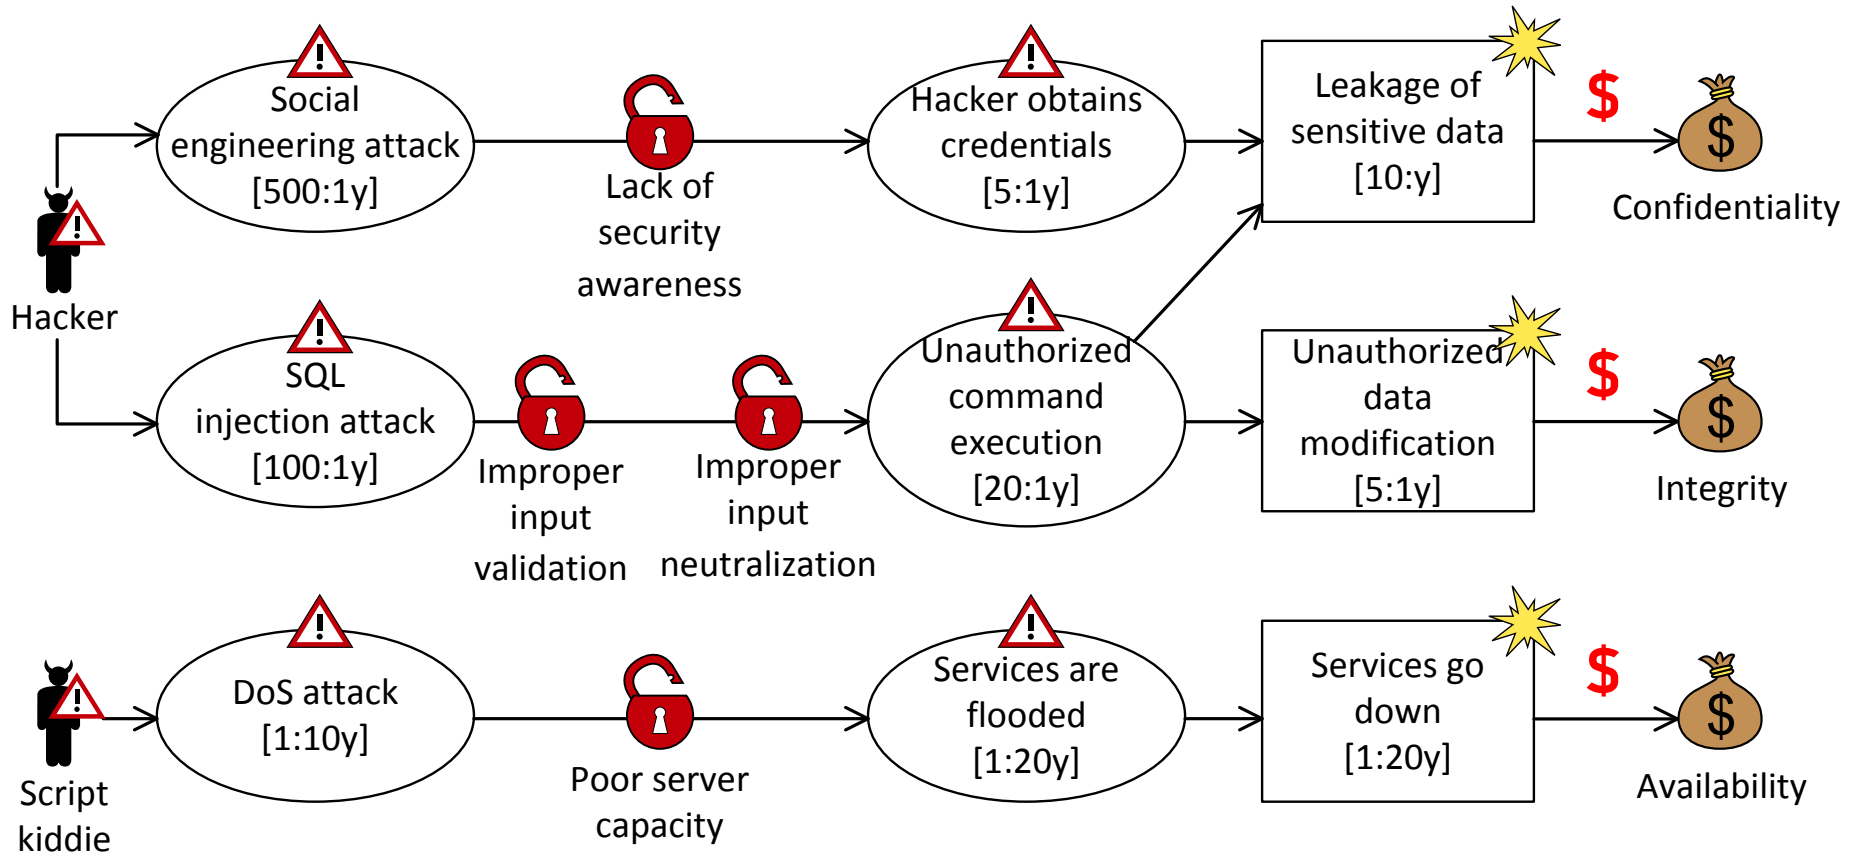 Social
engineering attack
[500:1y]
Lack of
security
awareness
Hacker obtains
credentials
[5:1y]
Leakage of
sensitive data
[10:y]
$
$
Confidentiality
Hacker
SQL
injection attack
[100:1y]
Improper
input
validation
Improper
input
neutralization
Unauthorized
command
execution
[20:1y]
Unauthorized
data
modification
[5:1y]
$
$
Integrity
Script
kiddie
DoS attack
[1:10y]
Poor server
capacity
Services are
flooded
[1:20y]
Services go
down
[1:20y]
$
$
Availability